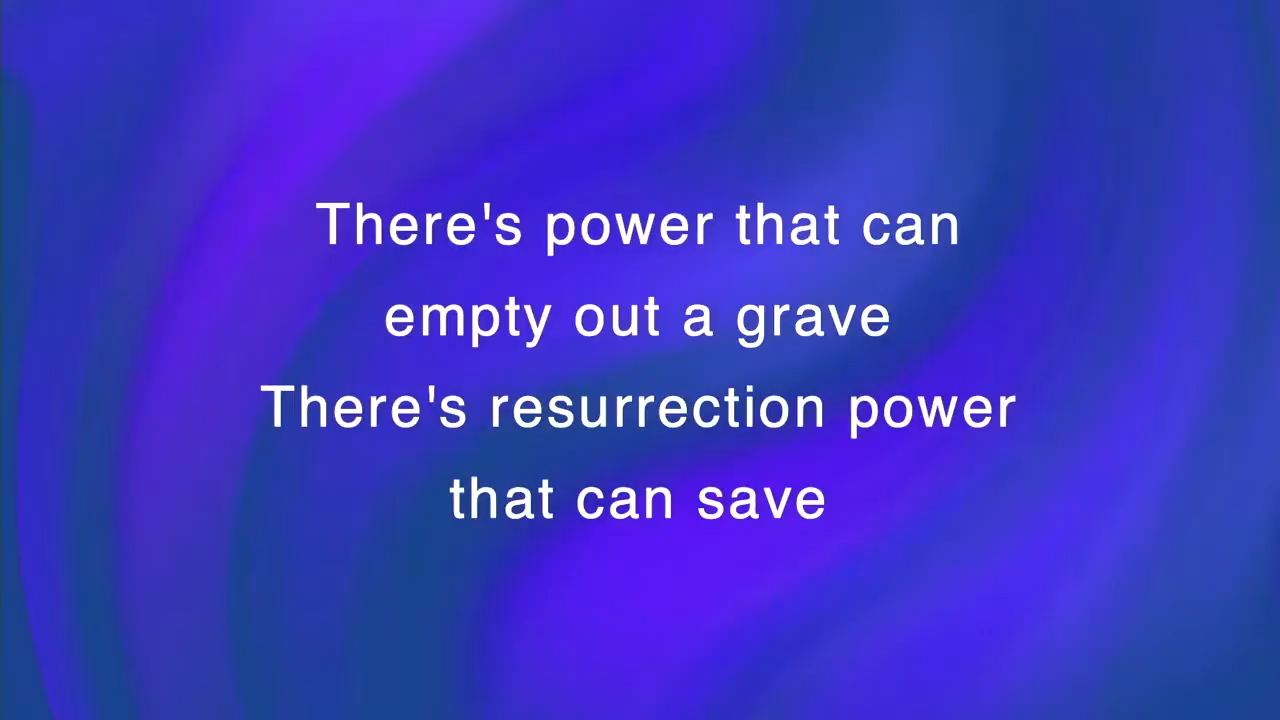 There's power that can
empty out a grave
There's resurrection power
that can save